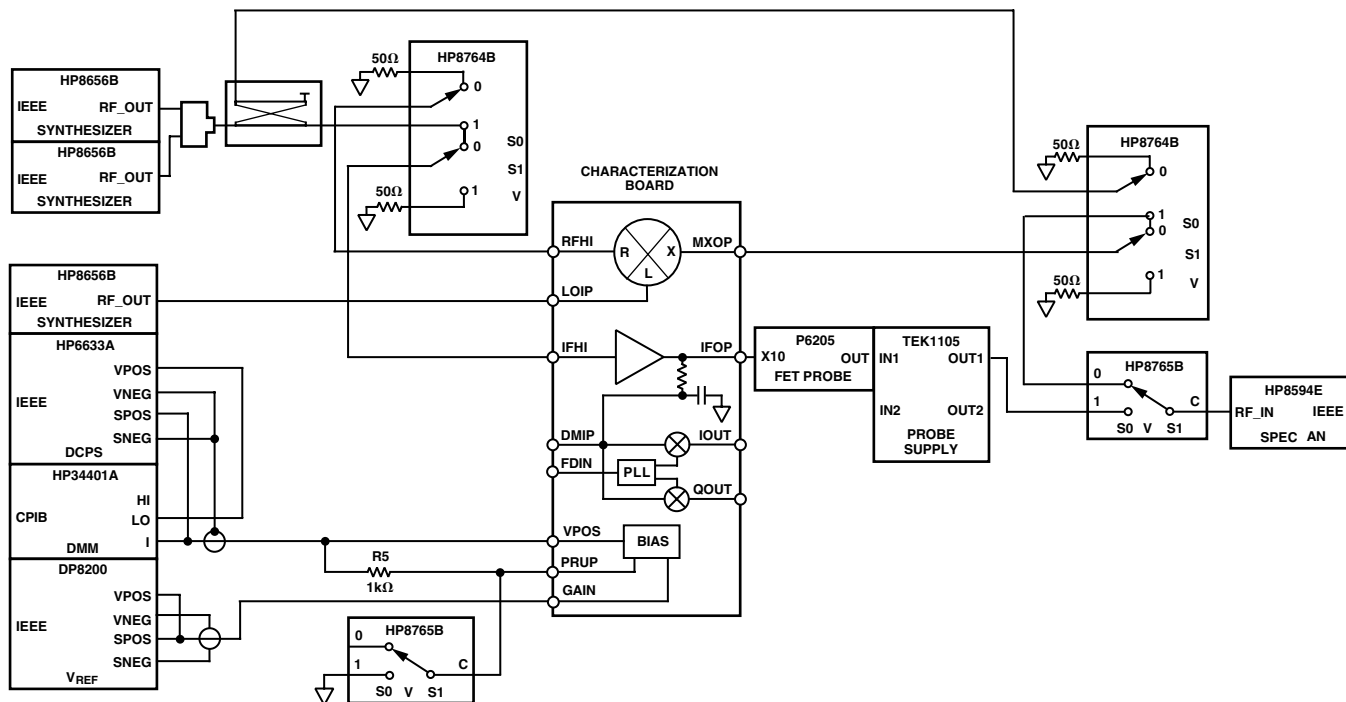 HP8656B
IEEE
RF_OUT
SYNTHESIZER
HP8656B
IEEE
RF_OUT
SYNTHESIZER
50Ω
HP8764B
0
1
0
1
S0
S1
V
50Ω
HP8656B
IEEE
RF_OUT
SYNTHESIZER
HP6633A
VPOS
VNEG
IEEE
SPOS
SNEG
DCPS
HP34401A
HI
CPIB
LO
I
DMM
DP8200
VPOS
VNEG
IEEE
SPOS
SNEG
VREF
R5
1kΩ
HP8765B
0
1
C
S0 V S1
CHARACTERIZATION
BOARD
RFHI
R
X
L
MXOP
LOIP
IFHI
IFOP
DMIP
IOUT
FDIN
PLL
QOUT
VPOS
BIAS
PRUP
GAIN
P6205
X10
OUT
FET PROBE
TEK1105
IN1
OUT1
IN2
OUT2
PROBE
SUPPLY
50Ω
HP8764B
0
1
0
S0
S1
50Ω
1
V
HP8765B
0
1
C
S0 V S1
HP8594E
RF_IN
IEEE
SPEC AN